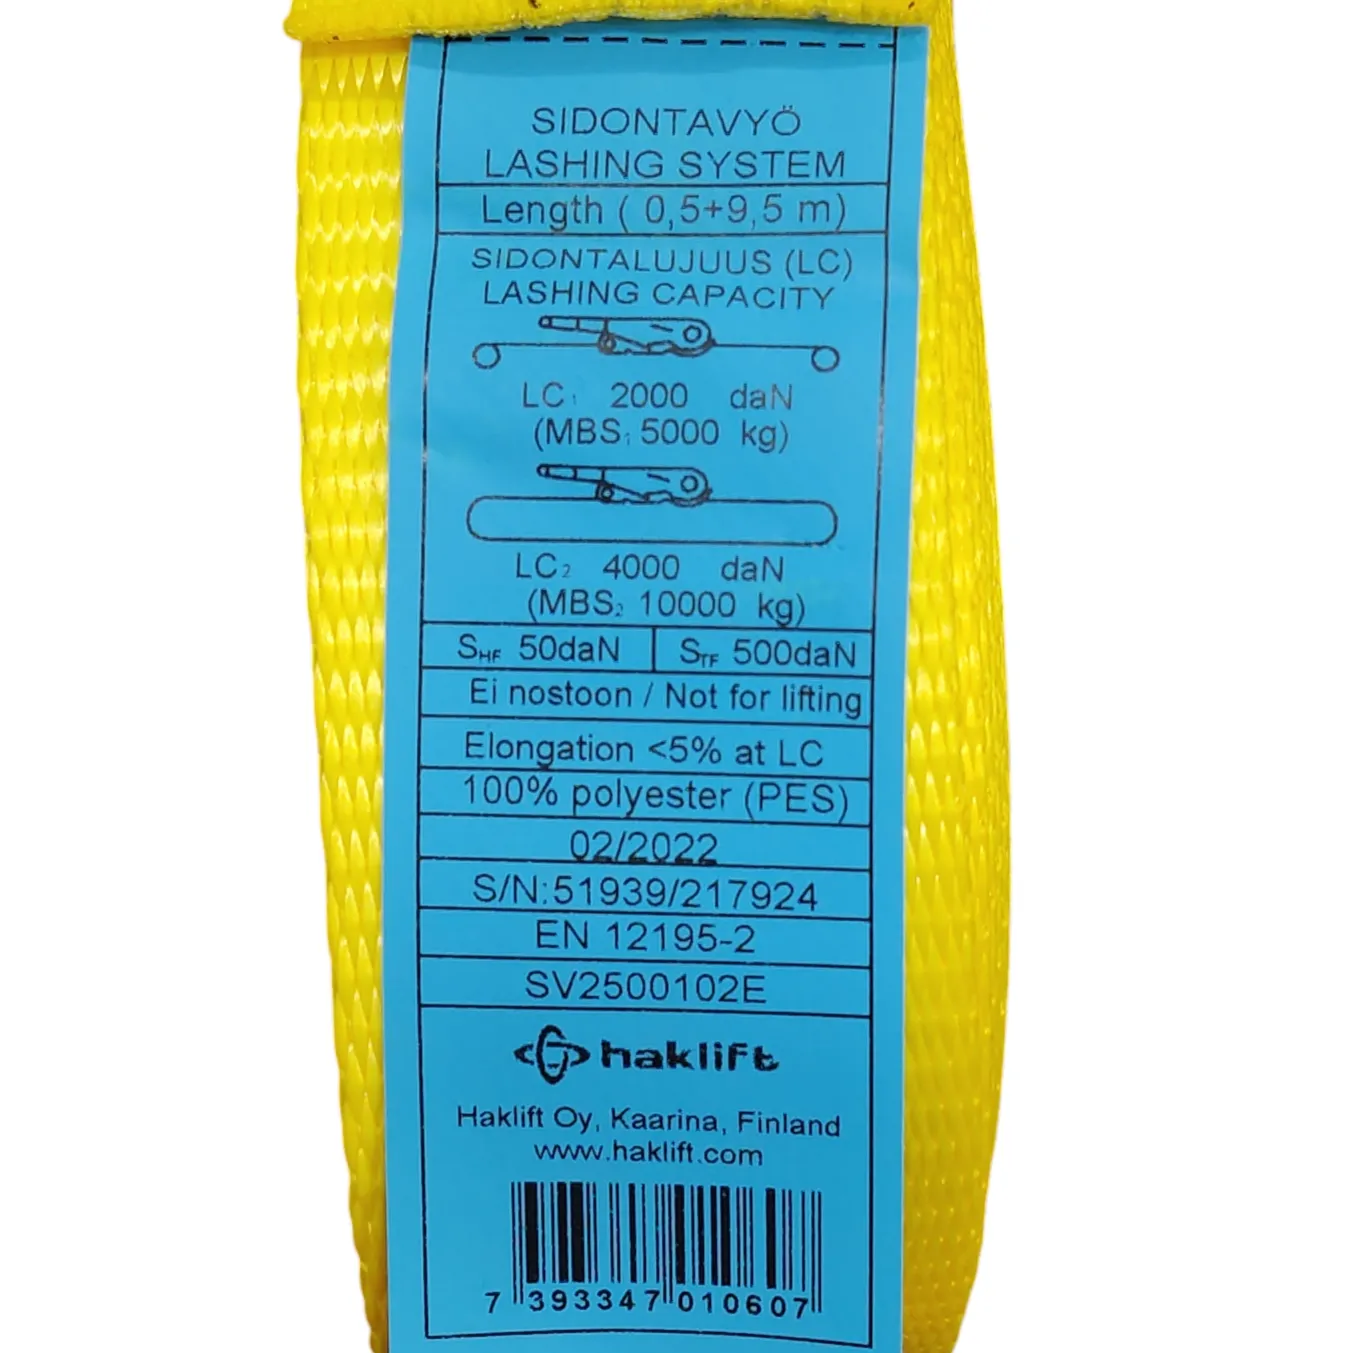 SIDONTAVYÖ
LASHING SYSTEM
Length ( 0,5+9,5 m)
SIDONTALUJUUS (LC)
LASHING CAPACITY
LC₁ 2000 daN
(MBS₁ 5000 kg)
LC₂ 4000 daN
(MBS₂ 10000 kg)
SHF 50daN STF 500daN
Ei nostoon / Not for lifting
Elongation <5% at LC
100% polyester (PES)
02/2022
S/N:51939/217924
EN 12195-2
SV2500102E
haklift
Haklift Oy, Kaarina, Finland
www.haklift.com
7 393347 010607